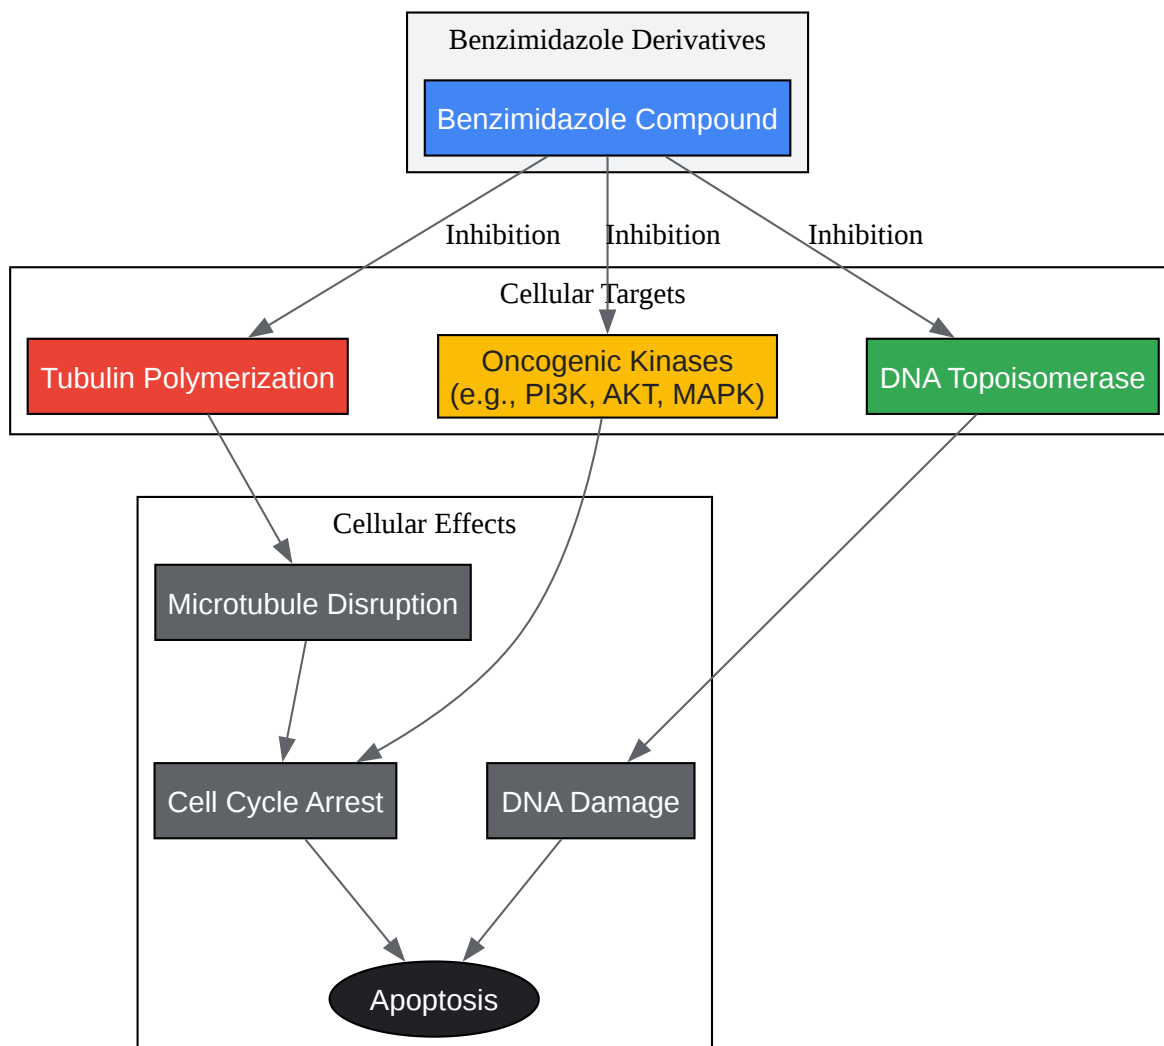 Benzimidazole Derivatives
Benzimidazole Compound
Inhibition
Inhibition
Inhibition
Cellular Targets
Tubulin Polymerization
Oncogenic Kinases
(e.g., PI3K, AKT, MAPK)
DNA Topoisomerase
Cellular Effects
Microtubule Disruption
Cell Cycle Arrest
DNA Damage
Apoptosis